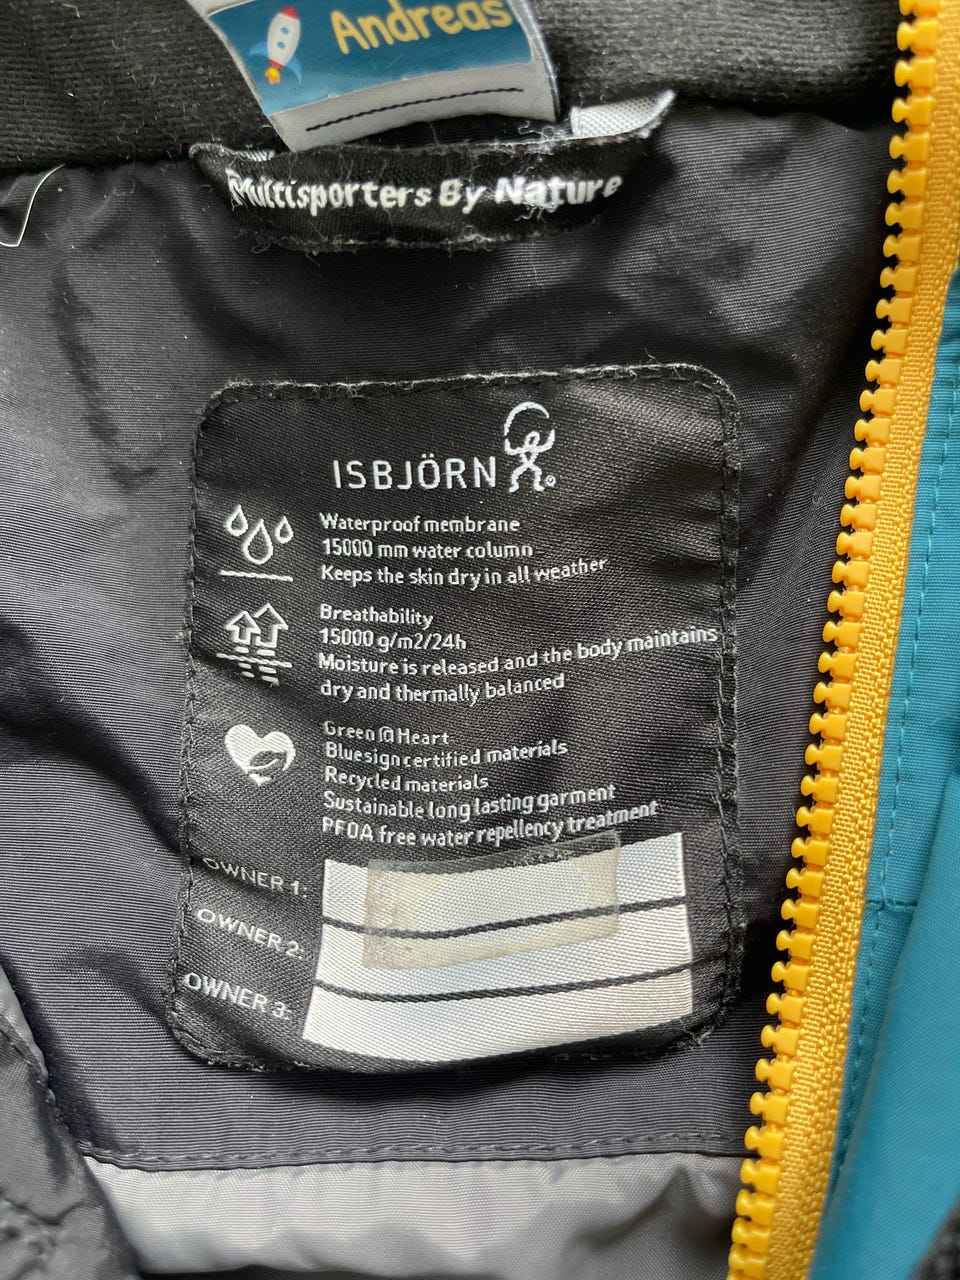 Andreas
Multisporters By Nature
ISBJÖRN
Waterproof membrane
15000 mm water column
Keeps the skin dry in all weather
Breathability
15000 g/m2/24h
Moisture is released and the body maintains
dry and thermally balanced
Green @ Heart
Bluesign certified materials
Recycled materials
Sustainable long lasting garment
PFOA free water repellency treatment
OWNER 1:
OWNER 2:
OWNER 3: